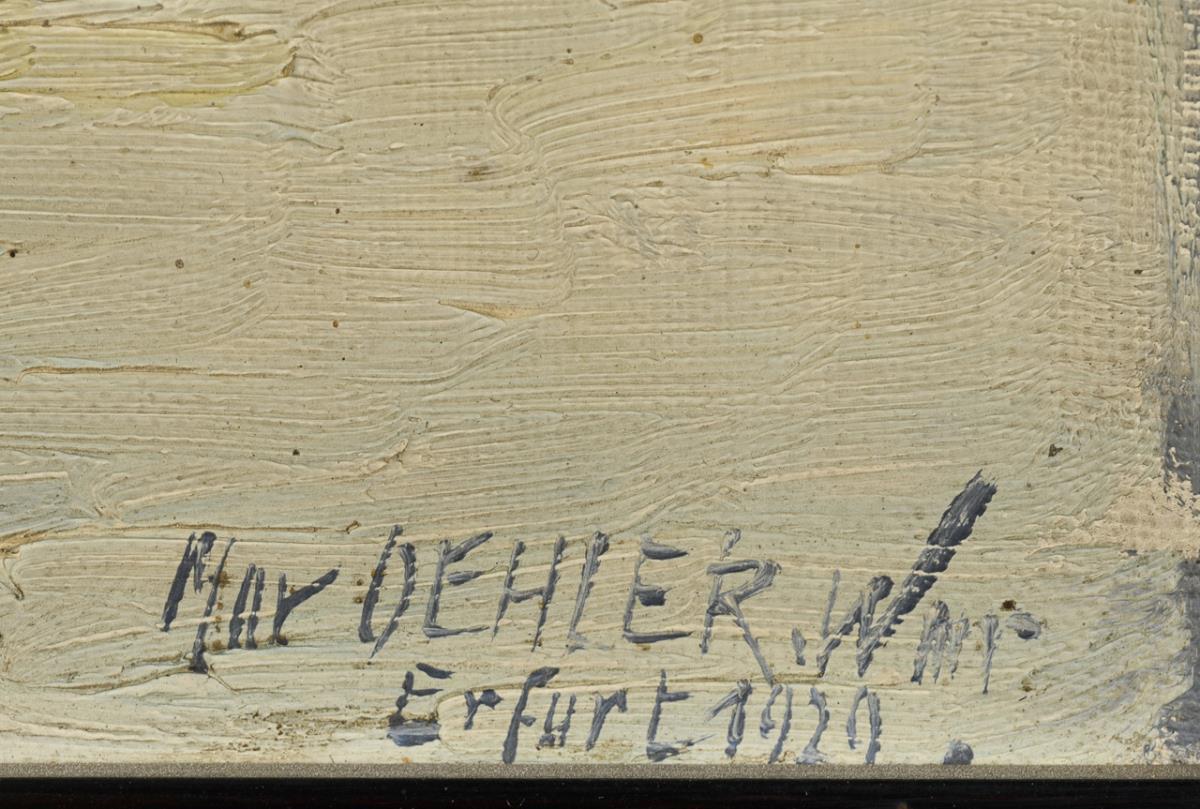 Max OEHLER. Wmr
Erfurt 1920.